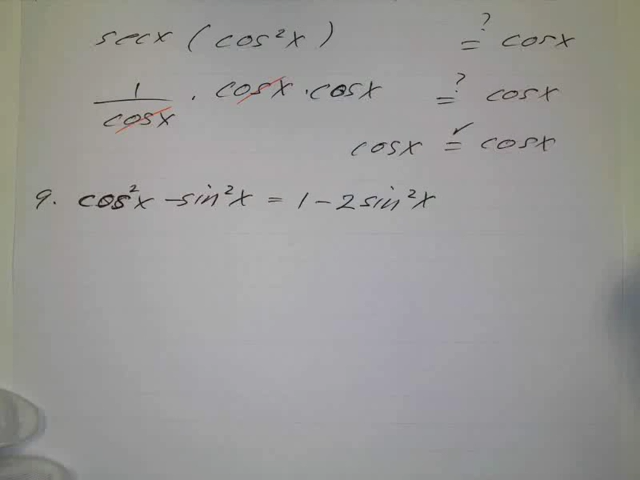 secx (cos²x) ?= cosx
1/cosx · cosx · cosx ?= cosx
cosx =✓ cosx
9. cos²x - sin²x = 1 - 2sin²x